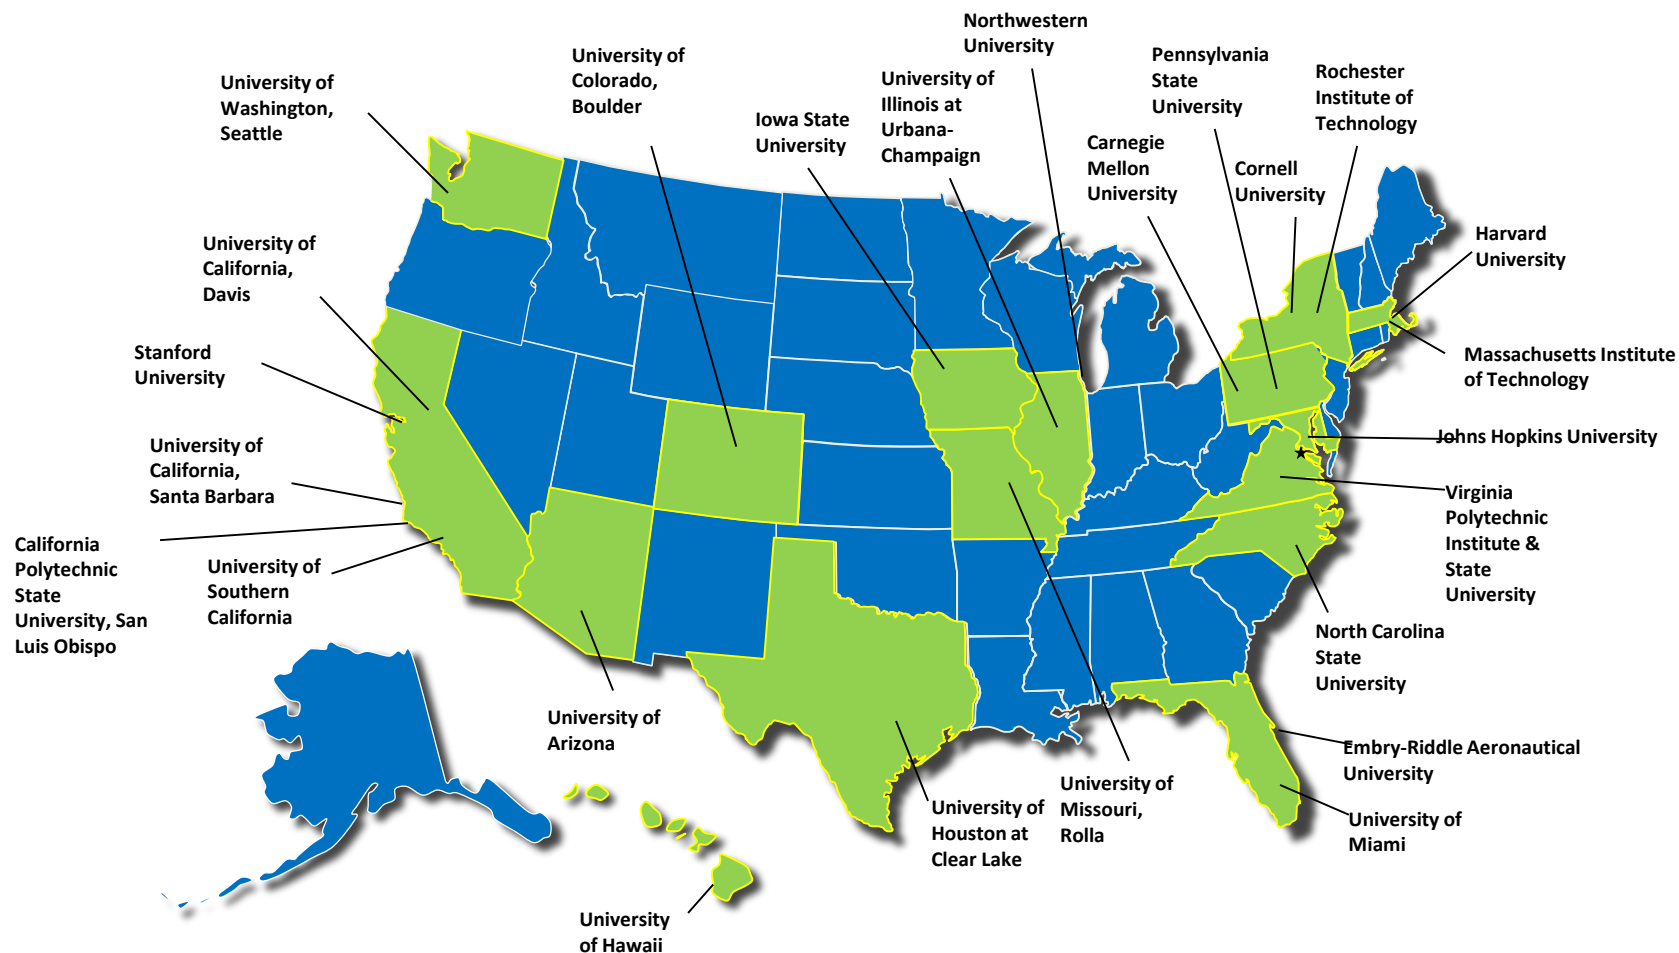 Northwestern
University
University of
Colorado,
Boulder
Pennsylvania
State
University
Rochester
Institute of
Technology
University of
Washington,
Seattle
University of
Illinois at
Urbana-
Champaign
Iowa State
University
Carnegie
Mellon
University
Cornell
University
Harvard
University
University of
California,
Davis
Stanford
University
Massachusetts Institute
of Technology
University of
California,
Santa Barbara
Johns Hopkins University
Virginia
Polytechnic
Institute &
State
University
California
Polytechnic
State
University, San
Luis Obispo
University of
Southern
California
North Carolina
State
University
University of
Arizona
Embry-Riddle Aeronautical
University
University of
Missouri,
Rolla
University of
Houston at
Clear Lake
University of
Miami
University
of Hawaii